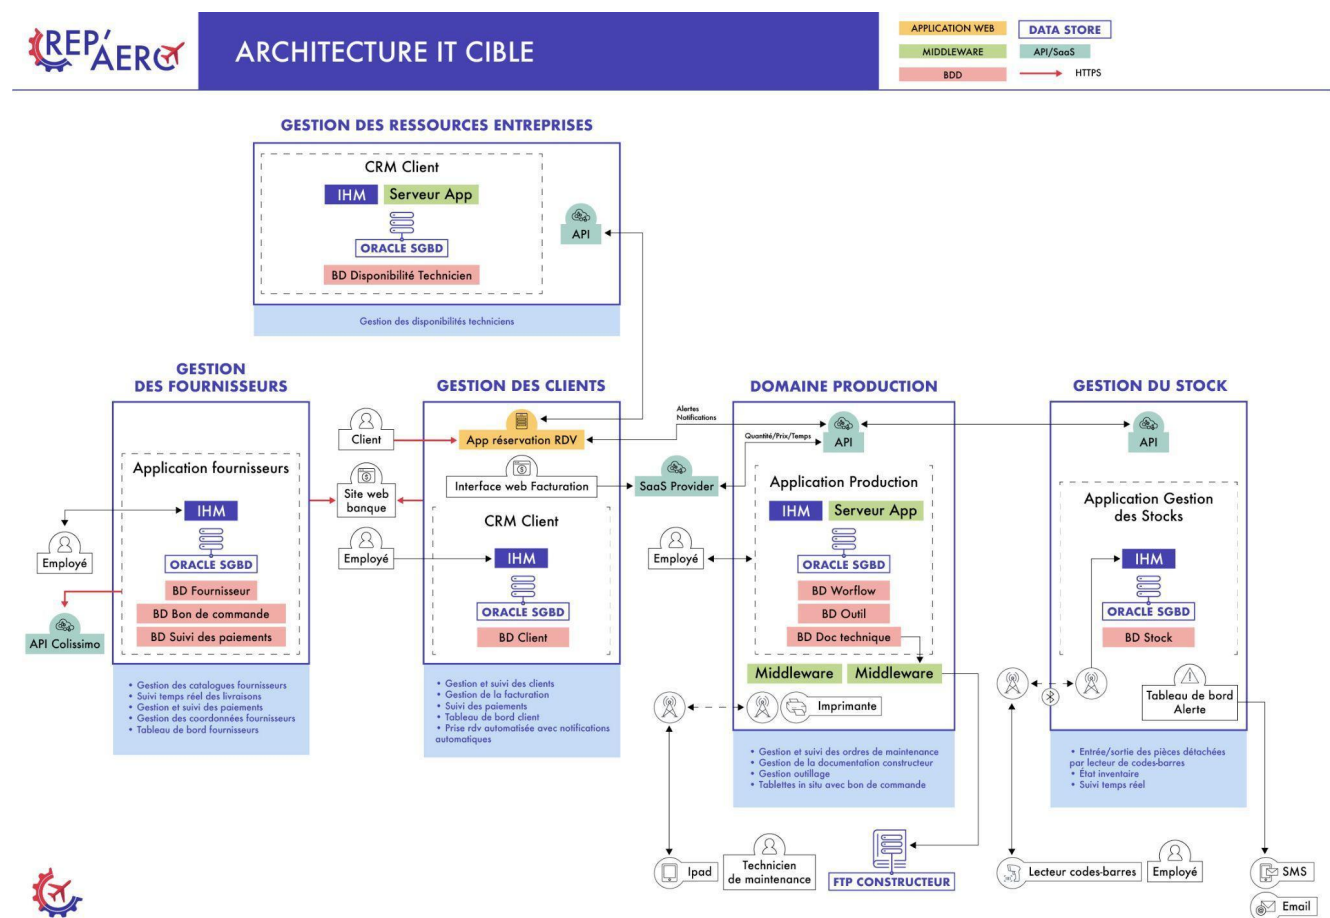 REP'
AERO
ARCHITECTURE IT CIBLE
APPLICATION WEB
DATA STORE
MIDDLEWARE
API/SaaS
BDD
HTTPS
GESTION DES RESSOURCES ENTREPRISES
CRM Client
IHM
Serveur App
ORACLE SGBD
BD Disponibilité Technicien
API
Gestion des disponibilités techniciens
GESTION
DES FOURNISSEURS
Application fournisseurs
IHM
ORACLE SGBD
BD Fournisseur
BD Bon de commande
BD Suivi des paiements
Employé
API Colissimo
• Gestion des catalogues fournisseurs
• Suivi temps réel des livraisons
• Gestion et suivi des paiements
• Gestion des coordonnées fournisseurs
• Tableau de bord fournisseurs
Client
Site web
banque
Employé
GESTION DES CLIENTS
App réservation RDV
Interface web Facturation
CRM Client
IHM
ORACLE SGBD
BD Client
• Gestion et suivi des clients
• Gestion de la facturation
• Suivi des paiements
• Tableau de bord client
• Prise rdv automatisée avec notifications
automatiques
Alertes
Notifications
Quantité/Prix/Temps
SaaS Provider
Employé
DOMAINE PRODUCTION
API
Application Production
IHM
Serveur App
ORACLE SGBD
BD Worflow
BD Outil
BD Doc technique
Middleware
Middleware
Imprimante
• Gestion et suivi des ordres de maintenance
• Gestion de la documentation constructeur
• Gestion outillage
• Tablettes in situ avec bon de commande
Ipad
Technicien
de maintenance
FTP CONSTRUCTEUR
GESTION DU STOCK
API
Application Gestion
des Stocks
IHM
ORACLE SGBD
BD Stock
Tableau de bord
Alerte
• Entrée/sortie des pièces détachées
par lecteur de codes-barres
• État inventaire
• Suivi temps réel
Lecteur codes-barres
Employé
SMS
Email